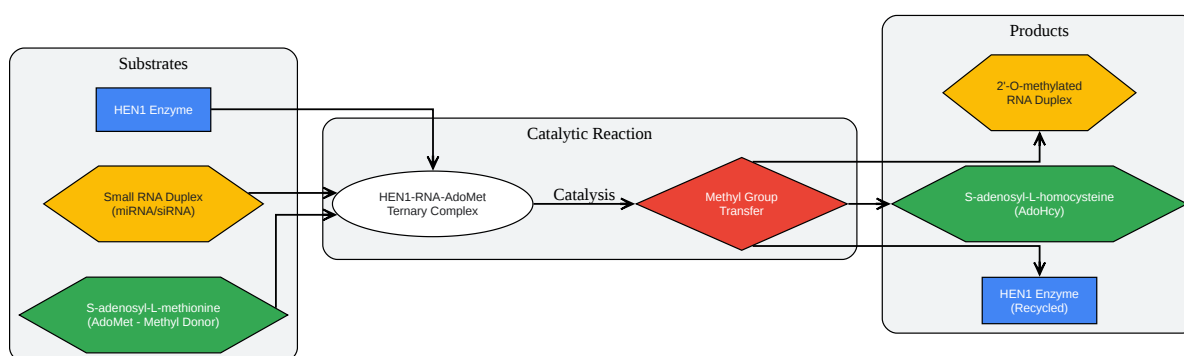 Substrates
HEN1 Enzyme
Small RNA Duplex
(miRNA/siRNA)
S-adenosyl-L-methionine
(AdoMet - Methyl Donor)
Catalytic Reaction
HEN1-RNA-AdoMet
Ternary Complex
Catalysis
Methyl Group
Transfer
Products
2'-O-methylated
RNA Duplex
S-adenosyl-L-homocysteine
(AdoHcy)
HEN1 Enzyme
(Recycled)